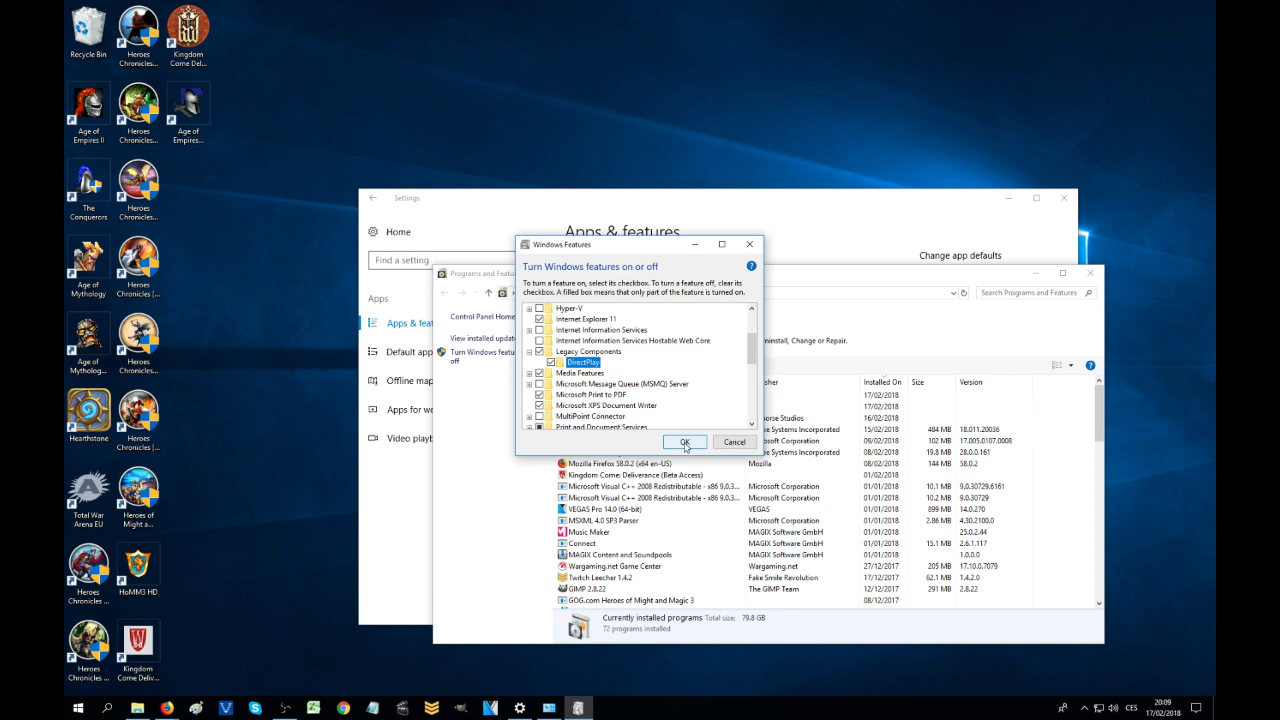 Recycle Bin
Heroes Chronicles...
Kingdom Come Del...
Age of Empires II
Heroes Chronicles...
Age of Empires...
The Conquerors
Heroes Chronicles...
Age of Mythology
Heroes Chronicles [...
Age of Mytholog...
Heroes Chronicles...
Hearthstone
Heroes Chronicles [...
Total War Arena EU
Heroes of Might a...
Heroes Chronicles ...
HoMM3 HD
Heroes Chronicles ...
Kingdom Come Deliv...
Settings
Home
Find a setting
Apps
Default app
Offline map
Apps for we
Video playb
Apps & features
Change app defaults
Programs and Featu
Search Programs and Features
Control Panel Home
View installed updat
Turn Windows featu
off
ninstall, Change or Repair.
Installed On
Size
Version
17/02/2018
17/02/2018
16/02/2018
15/02/2018 484 MB 18.011.20036
09/02/2018 102 MB 17.005.0107.0008
08/02/2018 19.8 MB 28.0.0.161
Mozilla Firefox 58.0.2 (x64 en-US) Mozilla 08/02/2018 144 MB 58.0.2
Kingdom Come: Deliverance (Beta Access) 01/02/2018
Microsoft Visual C++ 2008 Redistributable - x86 9.0.3... Microsoft Corporation 01/01/2018 10.1 MB 9.0.30729.6161
Microsoft Visual C++ 2008 Redistributable - x86 9.0.3... Microsoft Corporation 01/01/2018 10.2 MB 9.0.30729
VEGAS Pro 14.0 (64-bit) VEGAS 01/01/2018 899 MB 14.0.270
MSXML 4.0 SP3 Parser Microsoft Corporation 01/01/2018 2.86 MB 4.30.2100.0
Music Maker MAGIX Software GmbH 01/01/2018 25.0.2.44
Connect MAGIX Software GmbH 01/01/2018 15.1 MB 2.6.1.117
MAGIX Content and Soundpools MAGIX Software GmbH 01/01/2018 1.0.0.0
Wargaming.net Game Center Wargaming.net 27/12/2017 205 MB 17.10.0.7079
Twitch Leecher 1.4.2 Fake Smile Revolution 17/12/2017 62.1 MB 1.4.2.0
GIMP 2.8.22 The GIMP Team 17/12/2017 291 MB 2.8.22
GOG.com Heroes of Might and Magic 3 08/12/2017
Currently installed programs Total size: 79.8 GB
72 programs installed
Windows Features
Turn Windows features on or off
To turn a feature on, select its checkbox. To turn a feature off, clear its
checkbox. A filled box means that only part of the feature is turned on.
Hyper-V
Internet Explorer 11
Internet Information Services
Internet Information Services Hostable Web Core
Legacy Components
DirectPlay
Media Features
Microsoft Message Queue (MSMQ) Server
Microsoft Print to PDF
Microsoft XPS Document Writer
MultiPoint Connector
Print and Document Services
OK
Cancel
CES
20:09
17/02/2018